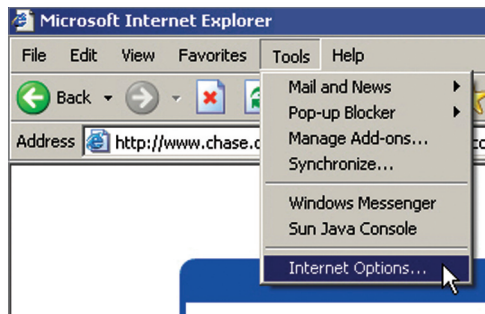 Microsoft Internet Explorer
File Edit View Favorites Tools Help
Back
Address http://www.chase.c
Mail and News
Pop-up Blocker
Manage Add-ons...
Synchronize...
Windows Messenger
Sun Java Console
Internet Options...